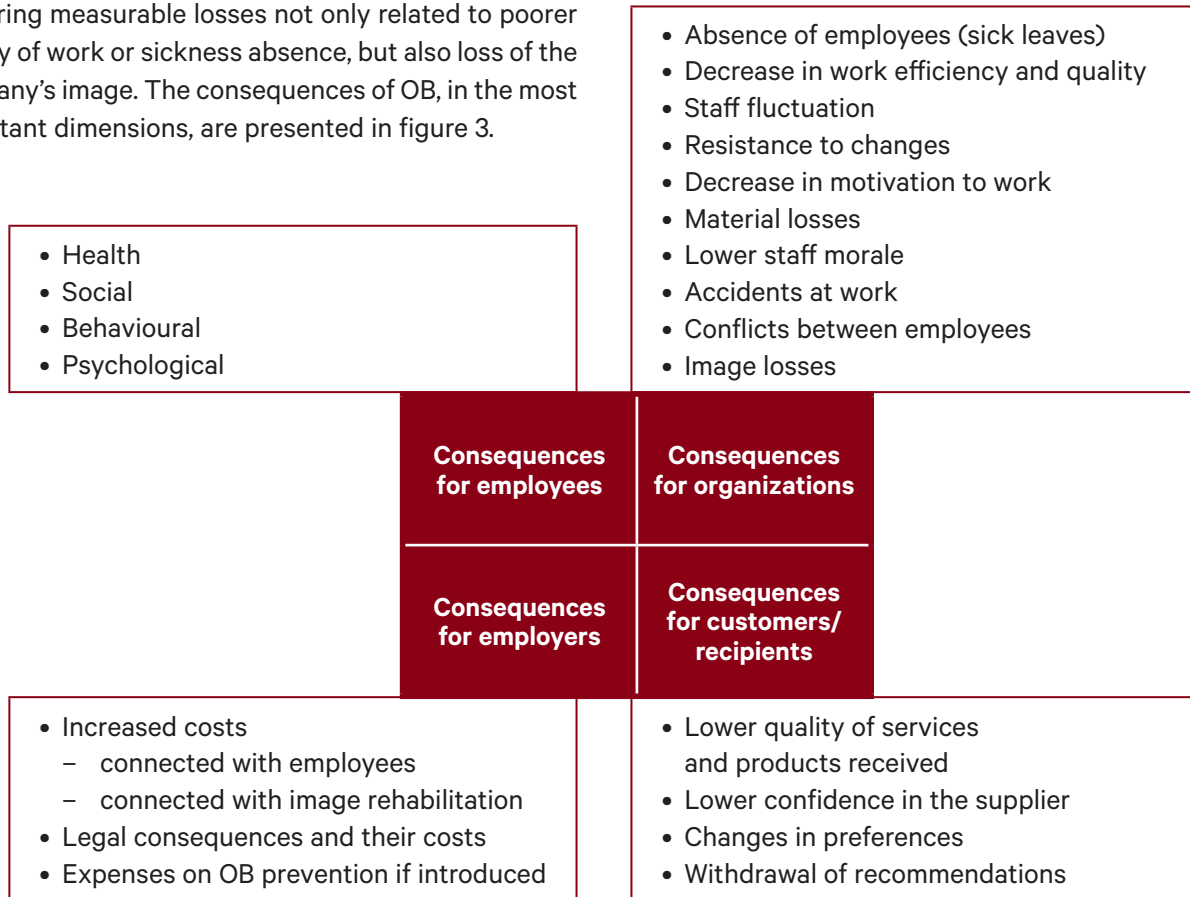 ring measurable losses not only related to poorer
y of work or sickness absence, but also loss of the
any’s image. The consequences of OB, in the most
tant dimensions, are presented in figure 3.
• Health
• Social
• Behavioural
• Psychological
• Absence of employees (sick leaves)
• Decrease in work efficiency and quality
• Staff fluctuation
• Resistance to changes
• Decrease in motivation to work
• Material losses
• Lower staff morale
• Accidents at work
• Conflicts between employees
• Image losses
Consequences
for employees
Consequences
for organizations
Consequences
for employers
Consequences
for customers/
recipients
• Increased costs
– connected with employees
– connected with image rehabilitation
• Legal consequences and their costs
• Expenses on OB prevention if introduced
• Lower quality of services
and products received
• Lower confidence in the supplier
• Changes in preferences
• Withdrawal of recommendations